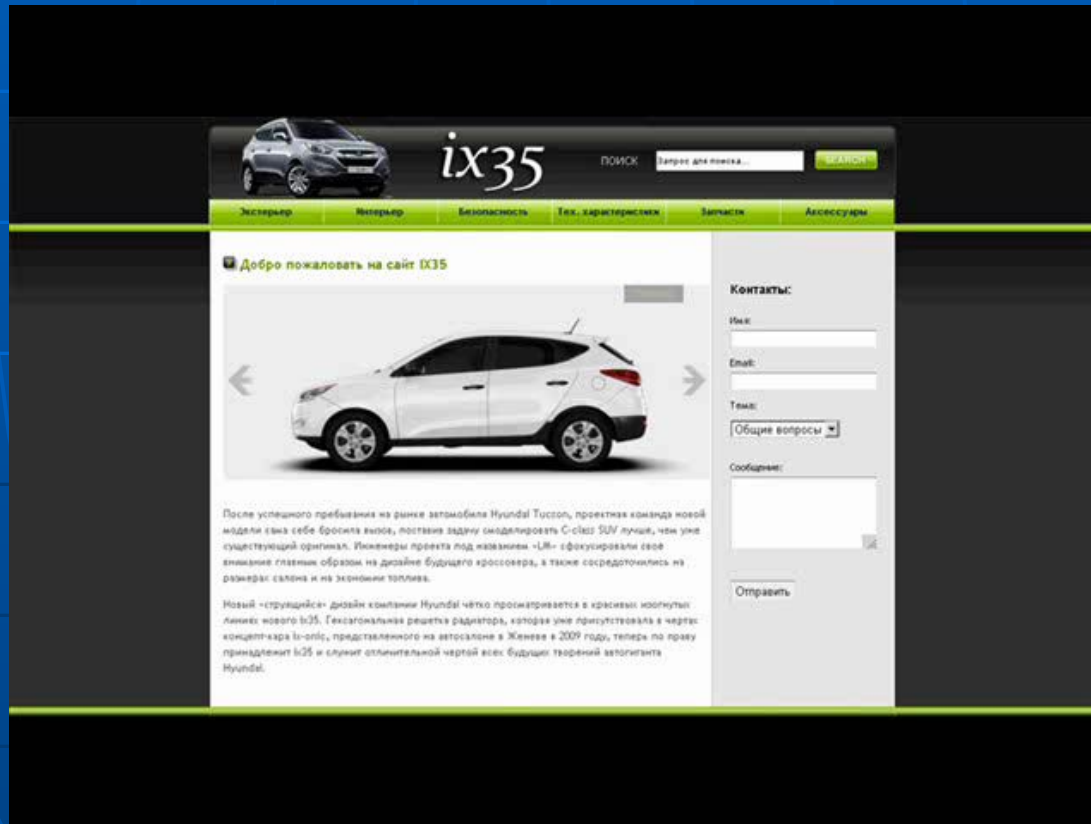 ix35
ПОИСК
Запрос для поиска...
SEARCH
Экстерьер
Интерьер
Безопасность
Тех. характеристики
Запчасти
Аксессуары
Добро пожаловать на сайт IX35
После успешного пребывания на рынке автомобиля Hyundai Tuccon, проектная команда новой
модели сама себе бросила вызов, поставив задачу смоделировать C-class SUV лучше, чем уже
существующий оригинал. Инженеры проекта под названием «LM» сфокусировали своё
внимание главным образом на дизайне будущего кроссовера, а также сосредоточились на
размерах салона и на экономии топлива.
Новый «струящийся» дизайн компании Hyundai чётко просматривается в красивых изогнутых
линиях нового ix35. Гексагональная решетка радиатора, которая уже присутствовала в чертах
концепт-кара ix-onic, представленного на автосалоне в Женеве в 2009 году, теперь по праву
принадлежит ix35 и служит отличительной чертой всех будущих творений автогиганта
Hyundai.
Контакты:
Имя:
Email:
Тема:
Общие вопросы
Сообщение:
Отправить